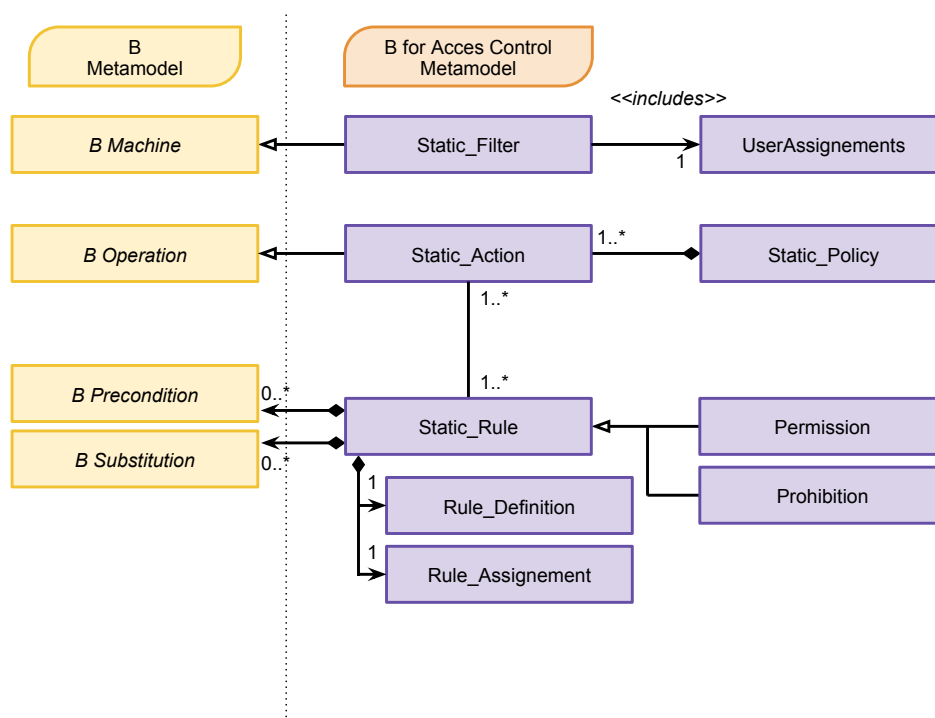 B
Metamodel
B for Acces Control
Metamodel
<<includes>>
B Machine
Static_Filter
1
UserAssignements
B Operation
Static_Action
1..*
Static_Policy
1..*
B Precondition
0..*
1..*
Static_Rule
Permission
B Substitution
0..*
1
Rule_Definition
Prohibition
1
Rule_Assignement